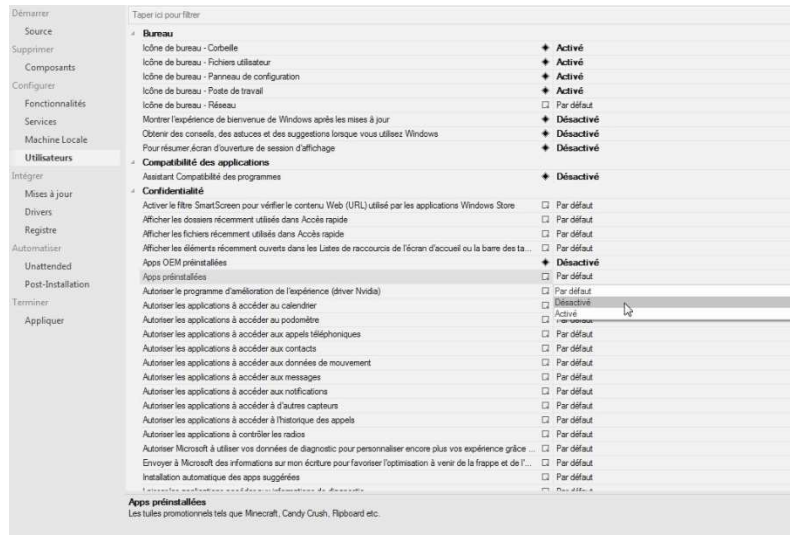 Démarrer
Source
Supprimer
Composants
Configurer
Fonctionnalités
Services
Machine Locale
Utilisateurs
Intégrer
Mises à jour
Drivers
Registre
Automatiser
Unattended
Post-Installation
Terminer
Appliquer
Taper ici pour filtrer
Bureau
Icône de bureau - Corbeille Activé
Icône de bureau - Fichiers utilisateur Activé
Icône de bureau - Panneau de configuration Activé
Icône de bureau - Poste de travail Activé
Icône de bureau - Réseau Par défaut
Montrer l'expérience de bienvenue de Windows après les mises à jour Désactivé
Obtenir des conseils, des astuces et des suggestions lorsque vous utilisez Windows Désactivé
Pour résumer,écran d'ouverture de session d'affichage Désactivé
Compatibilité des applications
Assistant Compatibilité des programmes Désactivé
Confidentialité
Activer le filtre SmartScreen pour vérifier le contenu Web (URL) utilisé par les applications Windows Store Par défaut
Afficher les dossiers récemment utilisés dans Accès rapide Par défaut
Afficher les fichiers récemment utilisés dans Accès rapide Par défaut
Afficher les éléments récemment ouverts dans les Listes de raccourcis de l'écran d'accueil ou la barre des ta... Par défaut
Apps OEM préinstallées Désactivé
Apps préinstallées Par défaut
Autoriser le programme d'amélioration de l'expérience (driver Nvidia) Par défaut
Désactivé
Activé
Autoriser les applications à accéder au calendrier
Autoriser les applications à accéder au podomètre Par défaut
Autoriser les applications à accéder aux appels téléphoniques Par défaut
Autoriser les applications à accéder aux contacts Par défaut
Autoriser les applications à accéder aux données de mouvement Par défaut
Autoriser les applications à accéder aux messages Par défaut
Autoriser les applications à accéder aux notifications Par défaut
Autoriser les applications à accéder à d'autres capteurs Par défaut
Autoriser les applications à accéder à l'historique des appels Par défaut
Autoriser les applications à contrôler les radios Par défaut
Autoriser Microsoft à utiliser vos données de diagnostic pour personnaliser encore plus vos expérience grâce ... Par défaut
Envoyer à Microsoft des informations sur mon écriture pour favoriser l'optimisation à venir de la frappe et de l'... Par défaut
Installation automatique des apps suggérées Par défaut
Apps préinstallées
Les tuiles promotionnels tels que Minecraft, Candy Crush, Flipboard etc.